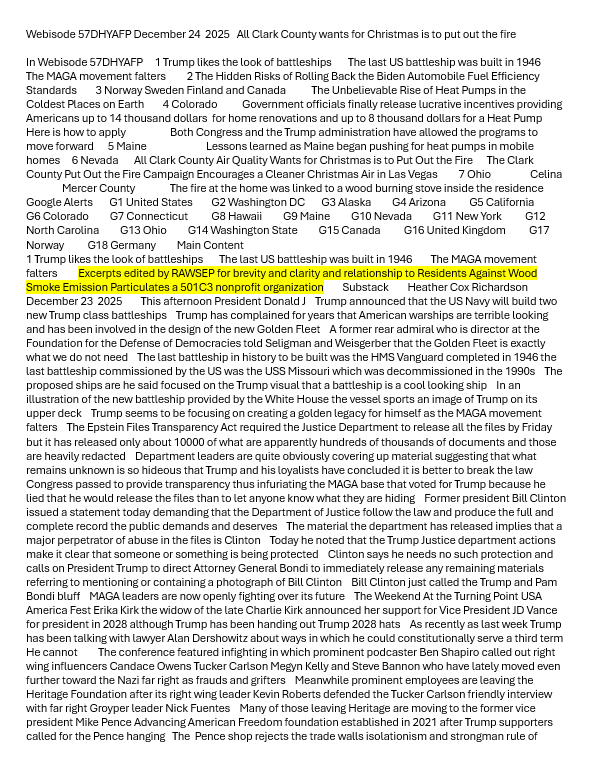 Webisode 57DHYAFP December 24  2025   All Clark County wants for Christmas is to put out the fire
In Webisode 57DHYAFP     1 Trump likes the look of battleships      The last US battleship was built in 1946
The MAGA movement falters       2 The Hidden Risks of Rolling Back the Biden Automobile Fuel Efficiency
Standards      3 Norway Sweden Finland and Canada        The Unbelievable Rise of Heat Pumps in the
Coldest Places on Earth      4 Colorado        Government officials finally release lucrative incentives providing
Americans up to 14 thousand dollars  for home renovations and up to 8 thousand dollars for a Heat Pump
Here is how to apply             Both Congress and the Trump administration have allowed the programs to
move forward     5 Maine                  Lessons learned as Maine began pushing for heat pumps in mobile
homes    6 Nevada     All Clark County Air Quality Wants for Christmas is to Put Out the Fire     The Clark
County Put Out the Fire Campaign Encourages a Cleaner Christmas Air in Las Vegas       7 Ohio            Celina
Mercer County           The fire at the home was linked to a wood burning stove inside the residence
Google Alerts     G1 United States      G2 Washington DC     G3 Alaska     G4 Arizona     G5 California
G6 Colorado      G7 Connecticut      G8 Hawaii     G9 Maine     G10 Nevada     G11 New York     G12
North Carolina     G13 Ohio     G14 Washington State     G15 Canada     G16 United Kingdom     G17
Norway      G18 Germany     Main Content
1 Trump likes the look of battleships      The last US battleship was built in 1946      The MAGA movement
falters      Excerpts edited by RAWSEP for brevity and clarity and relationship to Residents Against Wood
Smoke Emission Particulates a 501C3 nonprofit organization      Substack      Heather Cox Richardson
December 23  2025      This afternoon President Donald J   Trump announced that the US Navy will build two
new Trump class battleships    Trump has complained for years that American warships are terrible looking
and has been involved in the design of the new Golden Fleet    A former rear admiral who is director at the
Foundation for the Defense of Democracies told Seligman and Weisgerber that the Golden Fleet is exactly
what we do not need    The last battleship in history to be built was the HMS Vanguard completed in 1946 the
last battleship commissioned by the US was the USS Missouri which was decommissioned in the 1990s    The
proposed ships are he said focused on the Trump visual that a battleship is a cool looking ship    In an
illustration of the new battleship provided by the White House the vessel sports an image of Trump on its
upper deck    Trump seems to be focusing on creating a golden legacy for himself as the MAGA movement
falters    The Epstein Files Transparency Act required the Justice Department to release all the files by Friday
but it has released only about 10000 of what are apparently hundreds of thousands of documents and those
are heavily redacted    Department leaders are quite obviously covering up material suggesting that what
remains unknown is so hideous that Trump and his loyalists have concluded it is better to break the law
Congress passed to provide transparency thus infuriating the MAGA base that voted for Trump because he
lied that he would release the files than to let anyone know what they are hiding    Former president Bill Clinton
issued a statement today demanding that the Department of Justice follow the law and produce the full and
complete record the public demands and deserves    The material the department has released implies that a
major perpetrator of abuse in the files is Clinton    Today he noted that the Trump Justice department actions
make it clear that someone or something is being protected    Clinton says he needs no such protection and
calls on President Trump to direct Attorney General Bondi to immediately release any remaining materials
referring to mentioning or containing a photograph of Bill Clinton    Bill Clinton just called the Trump and Pam
Bondi bluff    MAGA leaders are now openly fighting over its future    The Weekend At the Turning Point USA
America Fest Erika Kirk the widow of the late Charlie Kirk announced her support for Vice President JD Vance
for president in 2028 although Trump has been handing out Trump 2028 hats    As recently as last week Trump
has been talking with lawyer Alan Dershowitz about ways in which he could constitutionally serve a third term
He cannot       The conference featured infighting in which prominent podcaster Ben Shapiro called out right
wing influencers Candace Owens Tucker Carlson Megyn Kelly and Steve Bannon who have lately moved even
further toward the Nazi far right as frauds and grifters    Meanwhile prominent employees are leaving the
Heritage Foundation after its right wing leader Kevin Roberts defended the Tucker Carlson friendly interview
with far right Groyper leader Nick Fuentes    Many of those leaving Heritage are moving to the former vice
president Mike Pence Advancing American Freedom foundation established in 2021 after Trump supporters
called for the Pence hanging   The  Pence shop rejects the trade walls isolationism and strongman rule of